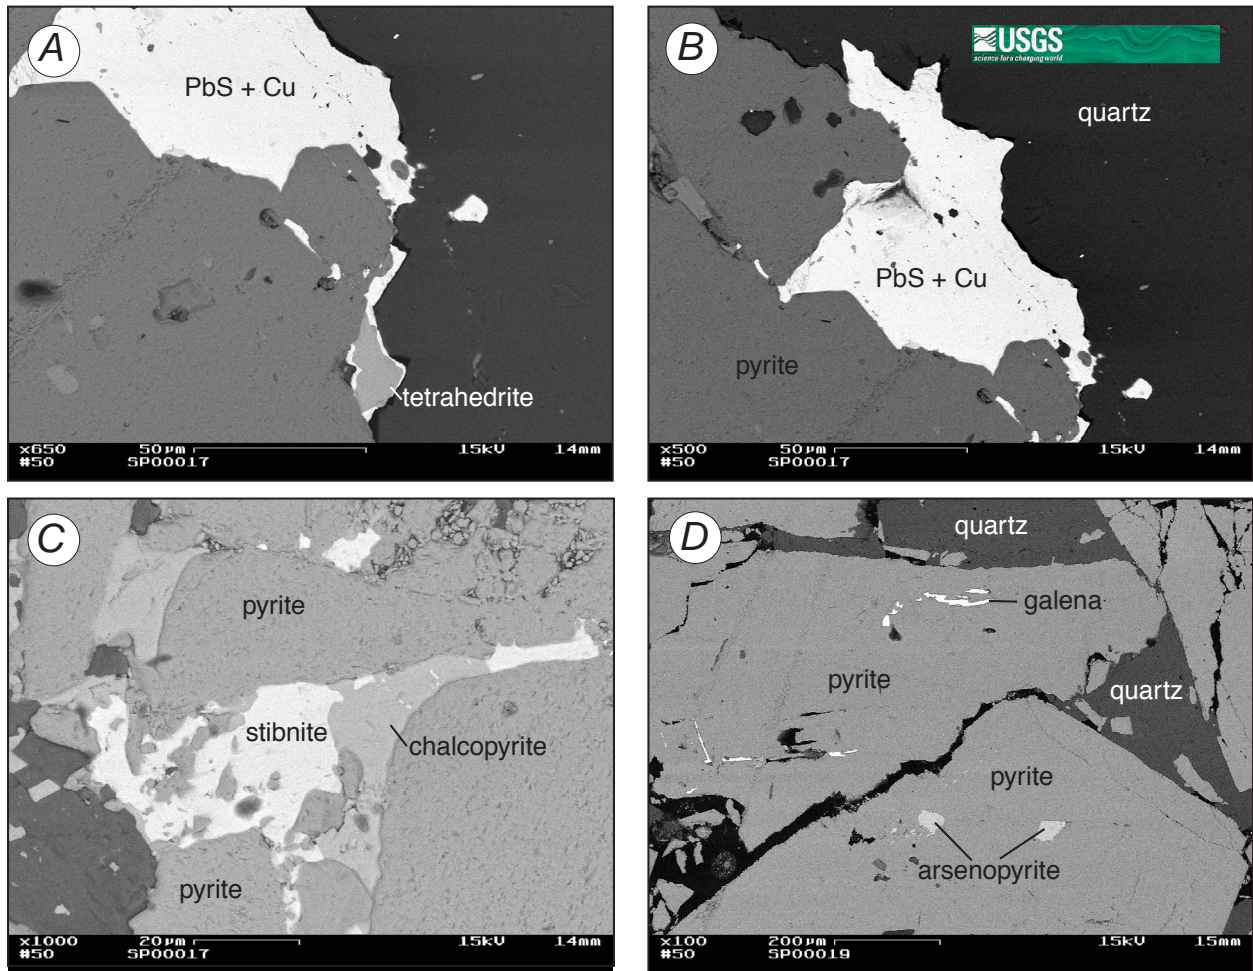 A
PbS + Cu
tetrahedrite
x650 50µm 15kV 14mm
#50 SP00017
B
USGS
science for a changing world
quartz
PbS + Cu
pyrite
x500 50µm 15kV 14mm
#50 SP00017
C
pyrite
stibnite
chalcopyrite
pyrite
x1000 20µm 15kV 14mm
#50 SP00017
D
quartz
galena
pyrite
quartz
pyrite
arsenopyrite
x100 200µm 15kV 15mm
#50 SP00019